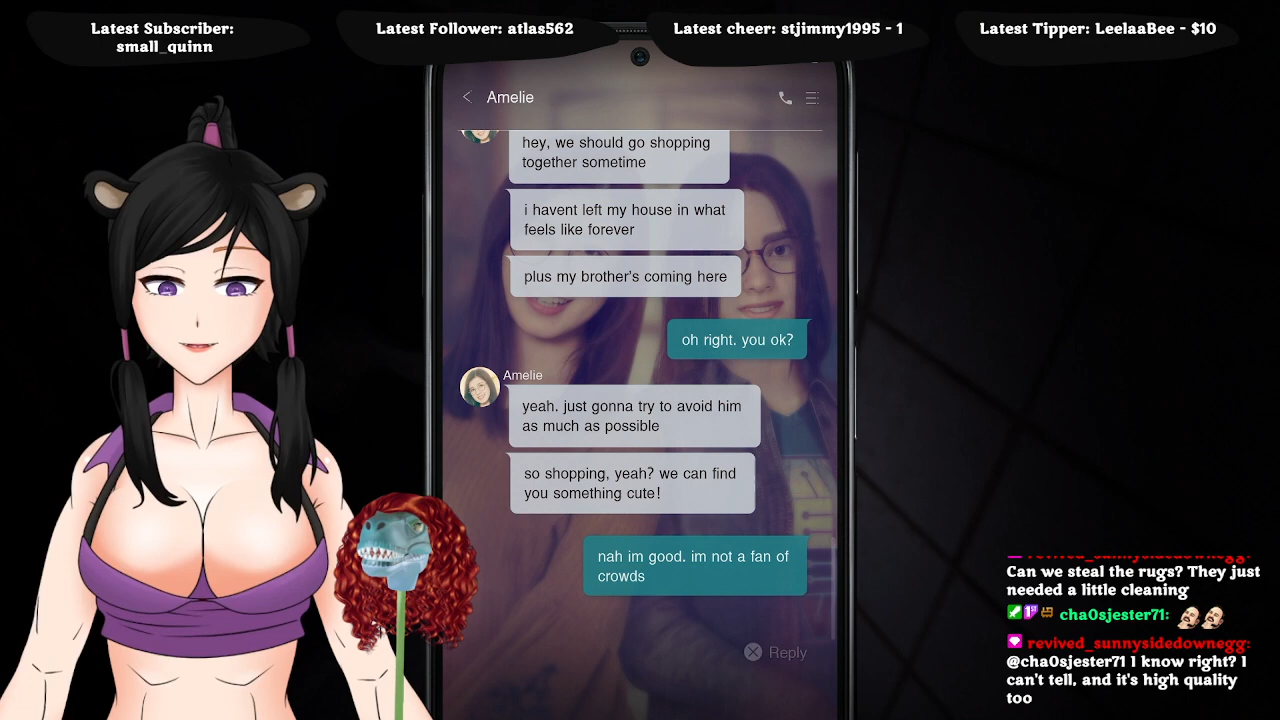 Latest Subscriber:
small_quinn
Latest Follower: atlas562
Latest cheer: stjimmy1995 - 1
Latest Tipper: LeelaaBee - $10
Amelie
hey, we should go shopping
together sometime
i havent left my house in what
feels like forever
plus my brother's coming here
oh right. you ok?
Amelie
yeah. just gonna try to avoid him
as much as possible
so shopping, yeah? we can find
you something cute!
nah im good. im not a fan of
crowds
Reply
revived_sunnysidedownegg:
Can we steal the rugs? They just
needed a little cleaning
cha0sjester71:
revived_sunnysidedownegg:
@cha0sjester71 I know right? I
can't tell, and it's high quality
too